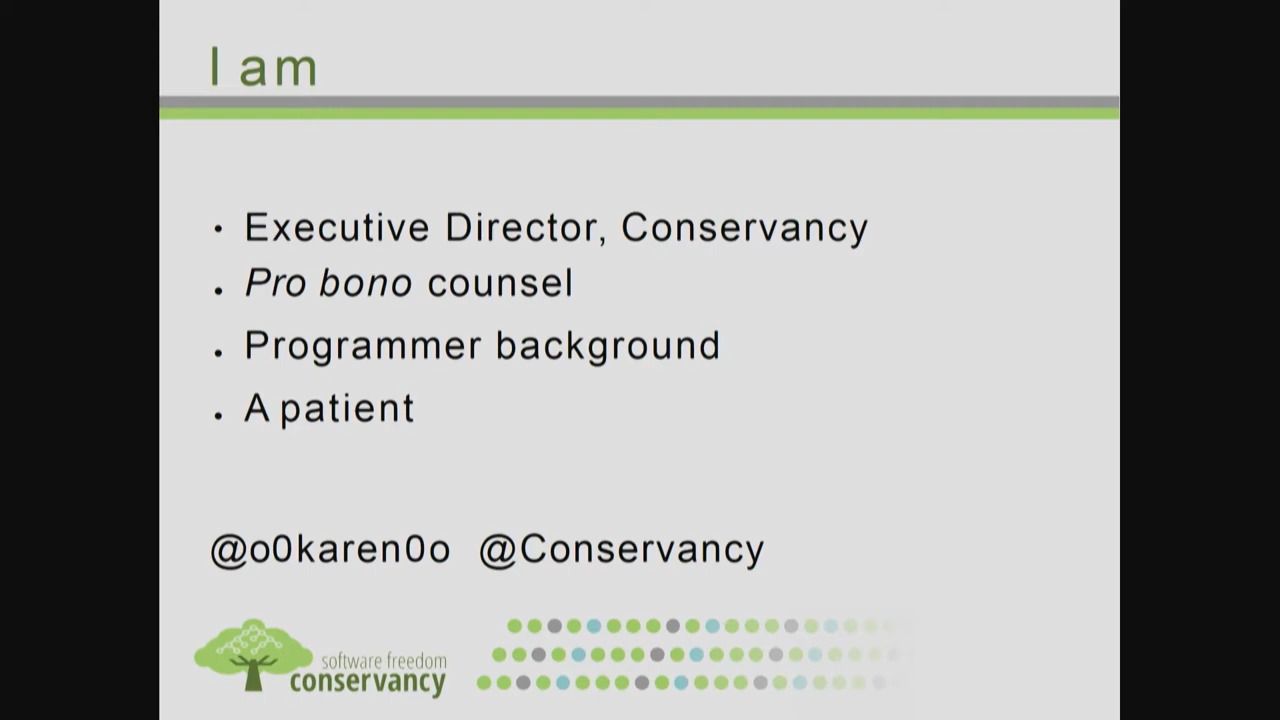 I am
• Executive Director, Conservancy
• Pro bono counsel
• Programmer background
• A patient
@o0karen0o @Conservancy
software freedom
conservancy